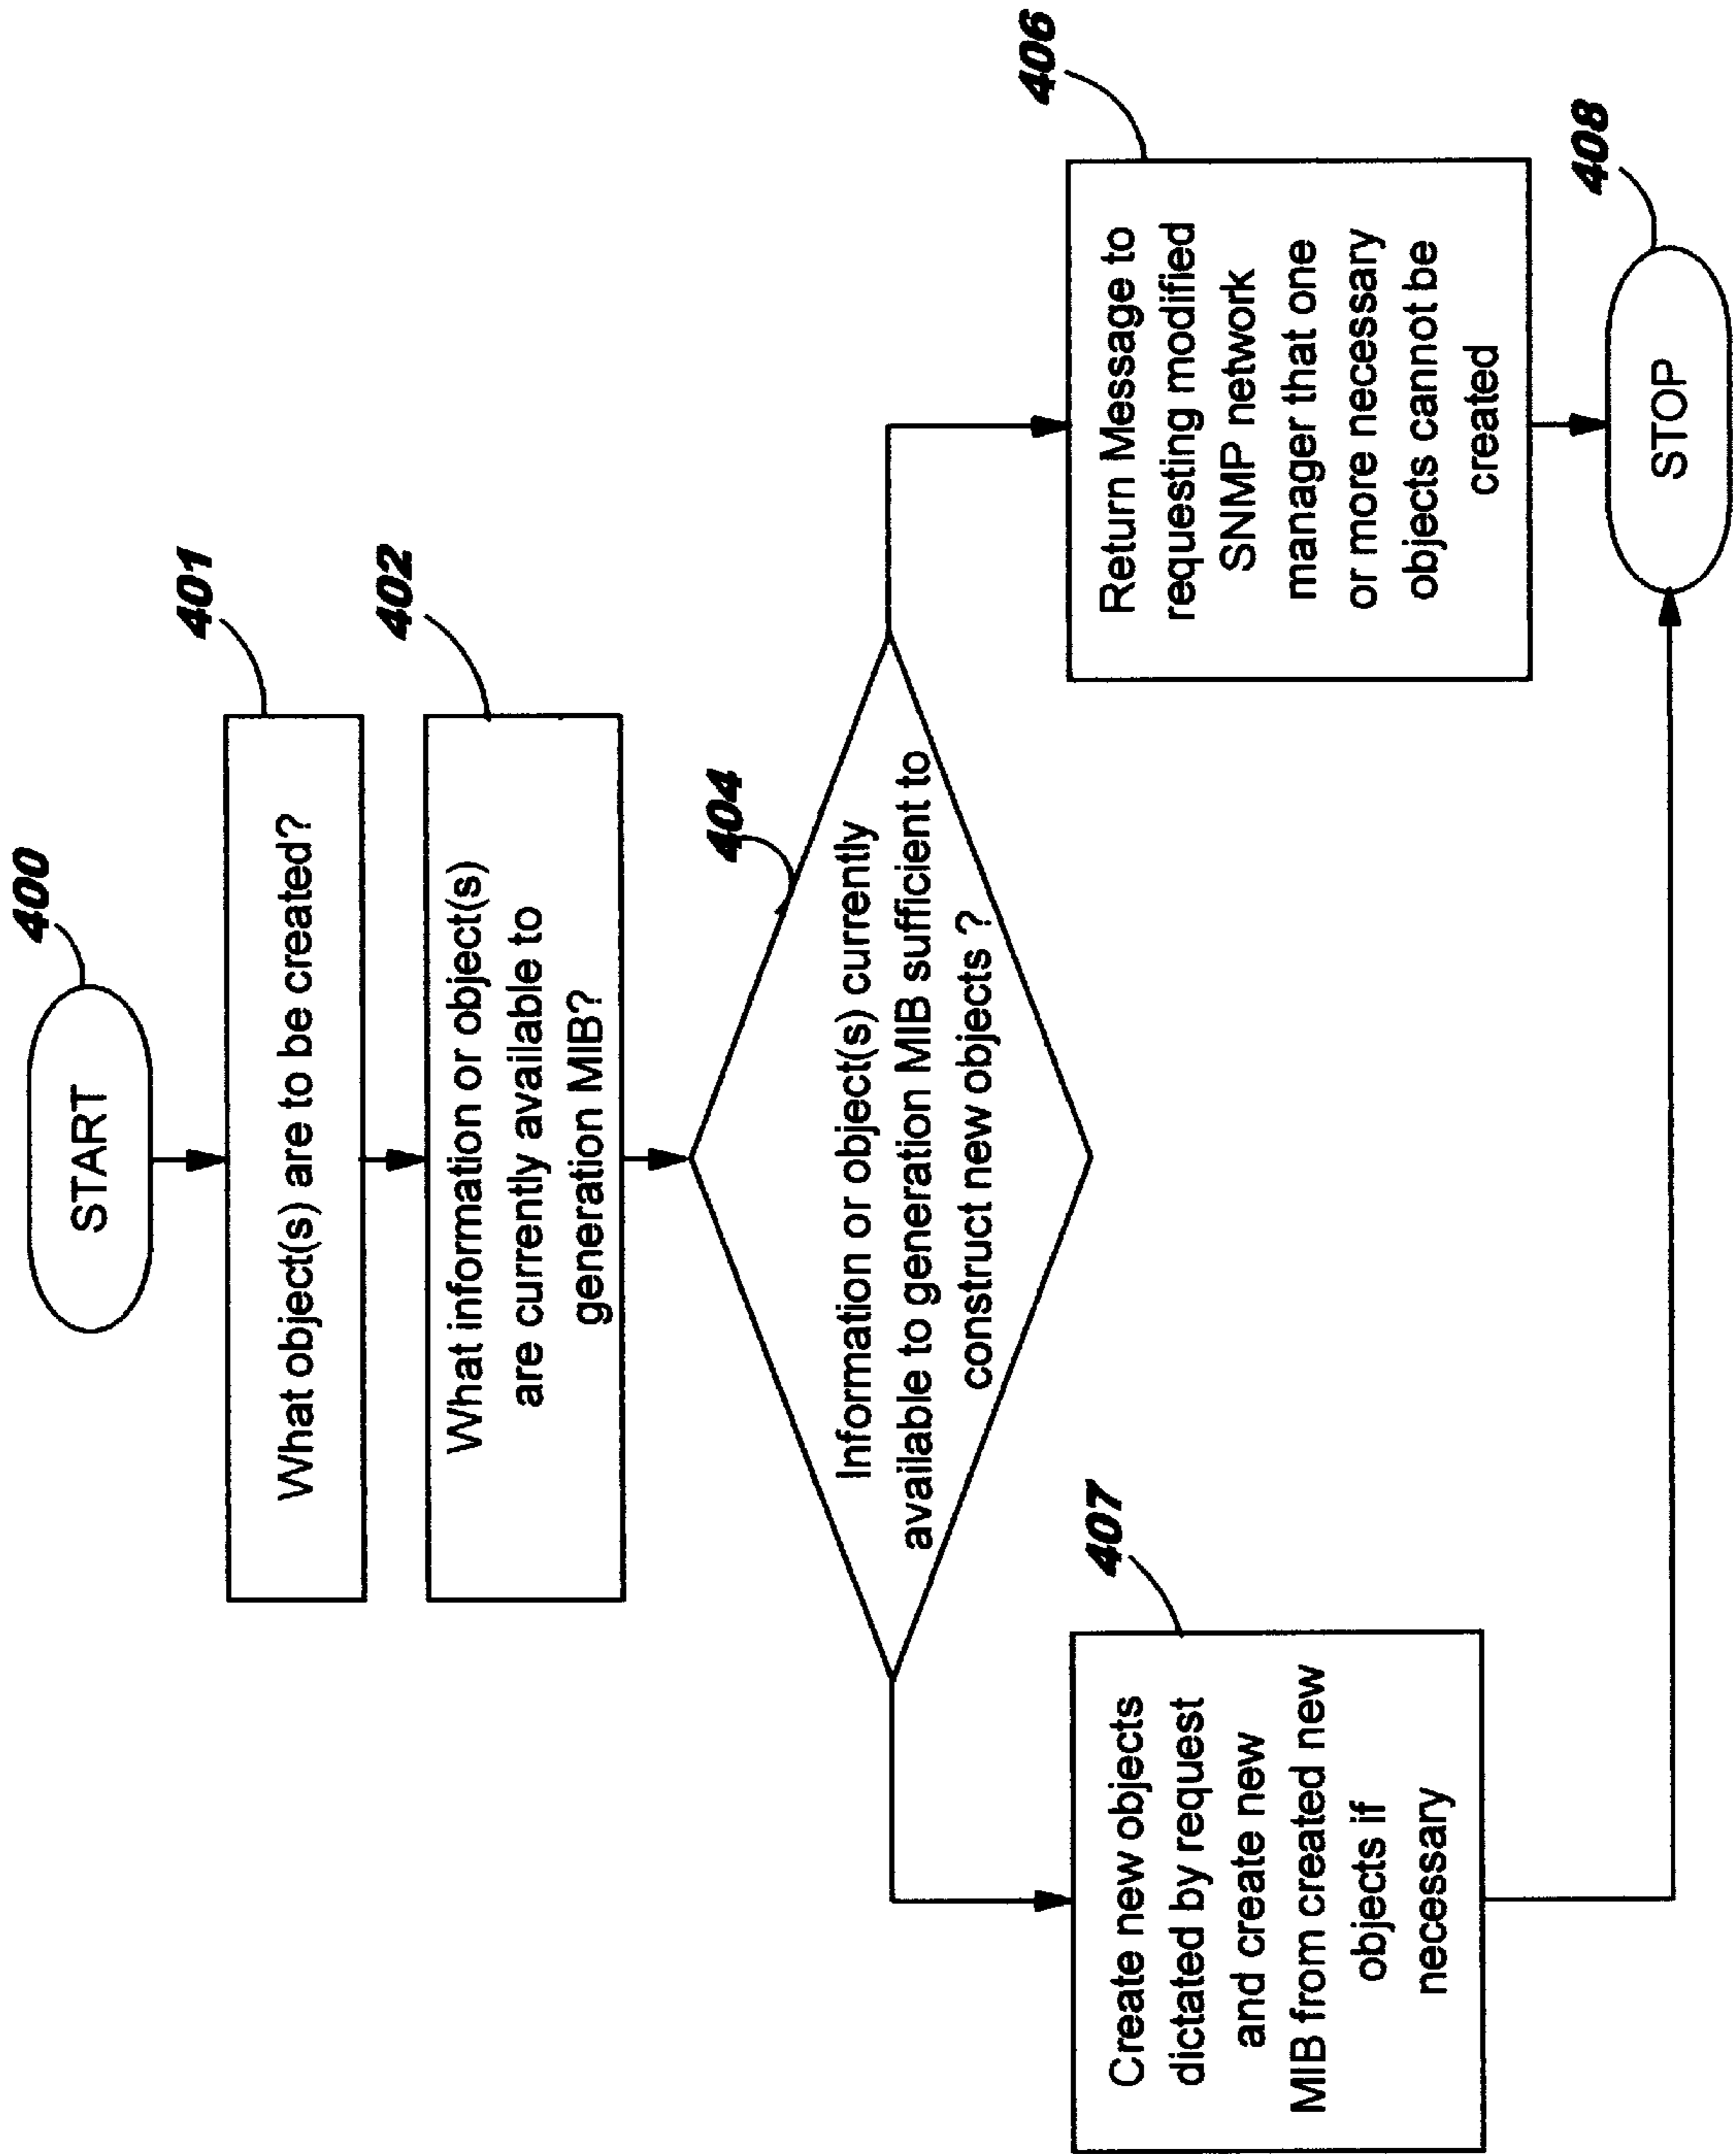 400
START
401
What object(s) are to be created?
402
What information or object(s)
are currently available to
generation MIB?
404
Information or object(s) currently
available to generation MIB sufficient to
construct new objects ?
407
Create new objects
dictated by request
and create new
MIB from created new
objects if
necessary
406
Return Message to
requesting modified
SNMP network
manager that one
or more necessary
objects cannot be
created
408
STOP